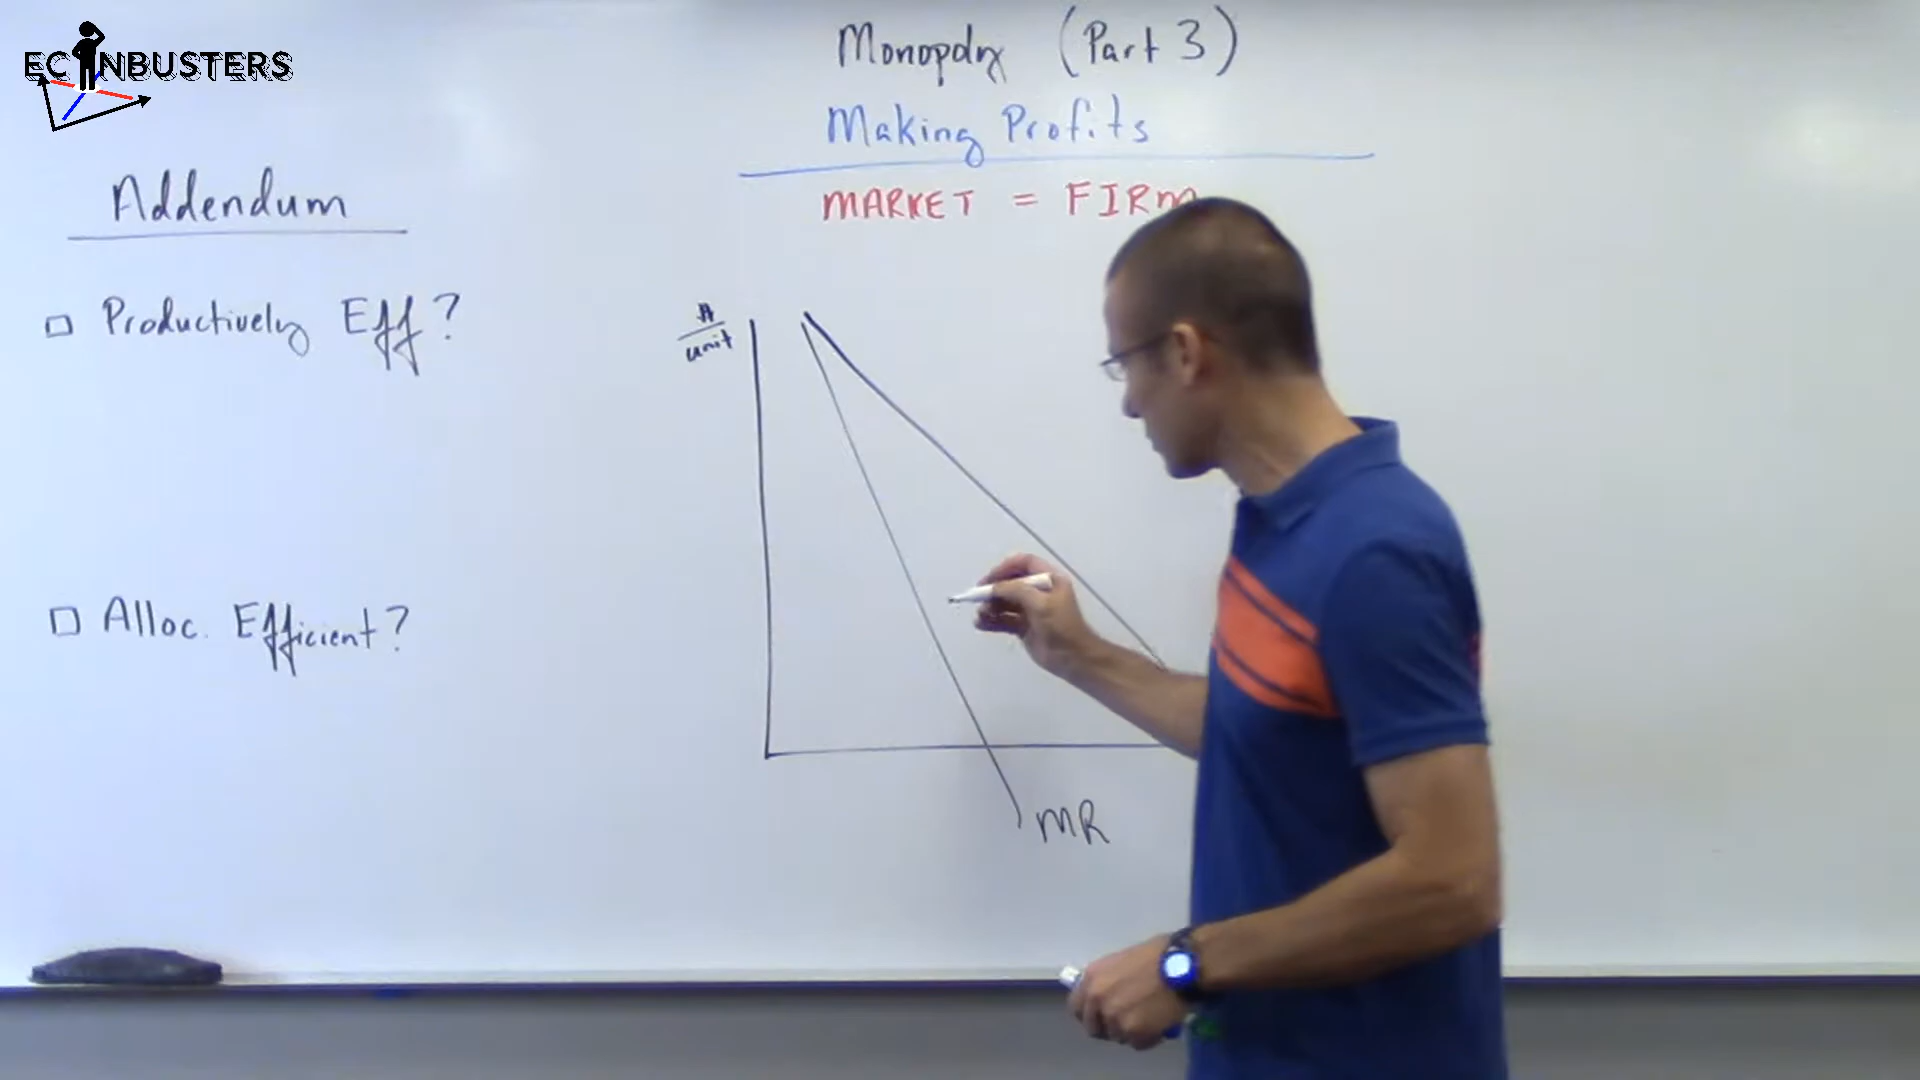 ECONBUSTERS
Monopoly (Part 3)
Making Profits
MARKET = FIRM
Addendum
Productively Eff?
Alloc. Efficient?
#
unit
MR